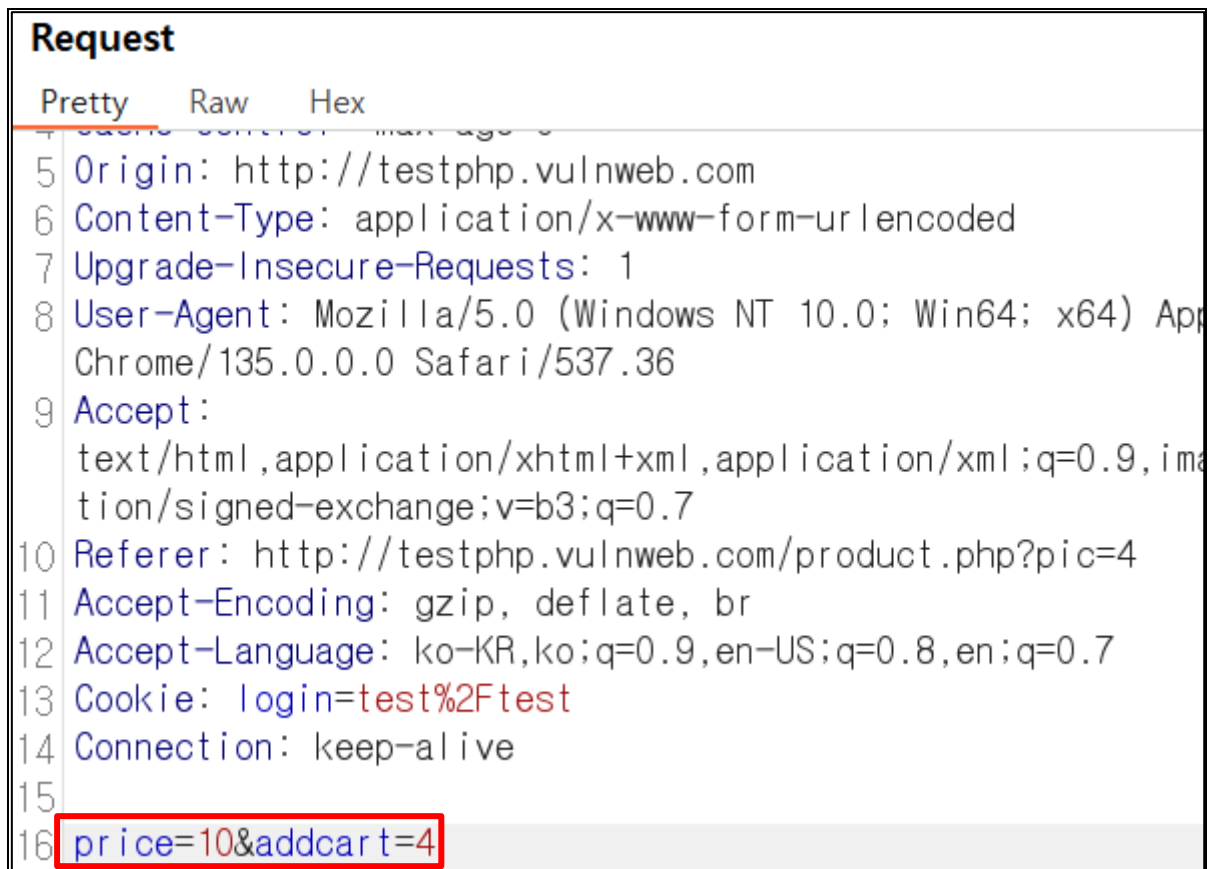 Request
Pretty Raw Hex
5 Origin: http://testphp.vulnweb.com
6 Content-Type: application/x-www-form-urlencoded
7 Upgrade-Insecure-Requests: 1
8 User-Agent: Mozilla/5.0 (Windows NT 10.0; Win64; x64)
Chrome/135.0.0.0 Safari/537.36
9 Accept:
text/html,application/xhtml+xml,application/xml;q=0.9,
tion/signed-exchange;v=b3;q=0.7
10 Referer: http://testphp.vulnweb.com/product.php?pic=4
11 Accept-Encoding: gzip, deflate, br
12 Accept-Language: ko-KR,ko;q=0.9,en-US;q=0.8,en;q=0.7
13 Cookie: login=test%2Ftest
14 Connection: keep-alive
15
16 price=10&addcart=4